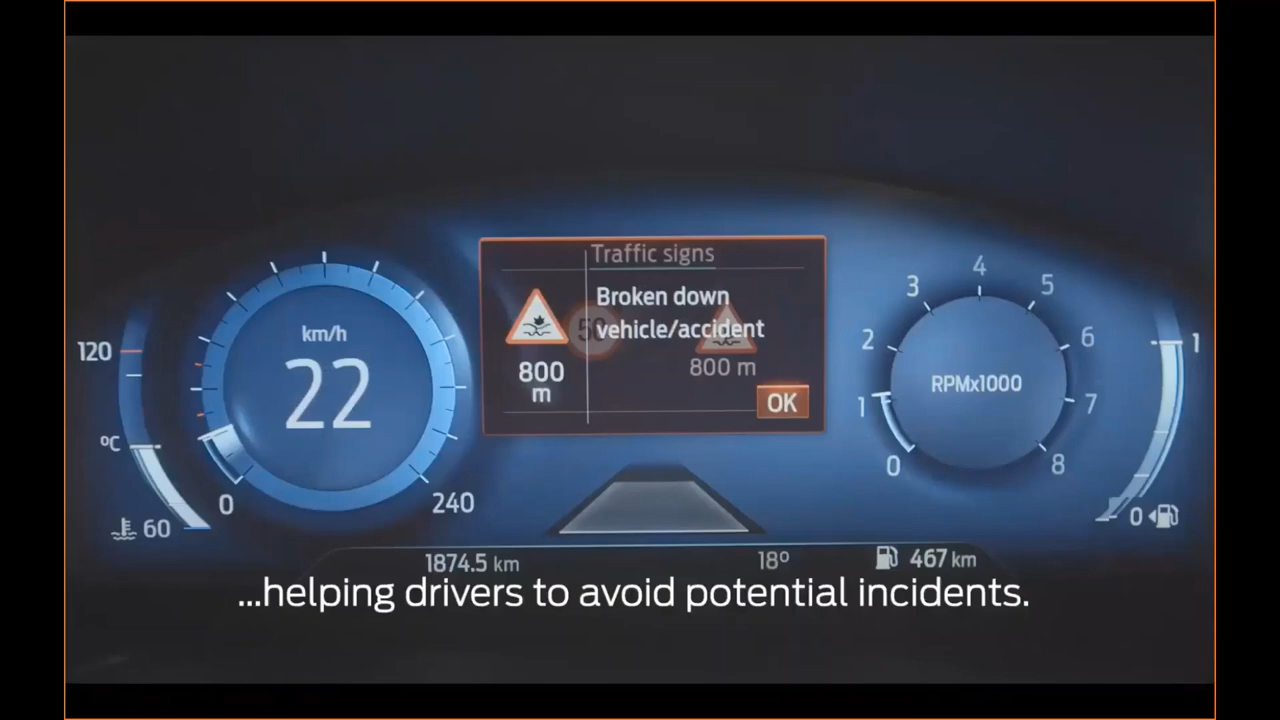 Traffic signs
Broken down
vehicle/accident
50
800
m
800 m
OK
km/h
22
0
240
120
°C
60
RPMx1000
0
1
2
3
4
5
6
7
8
1
0
1874.5 km
18º
467 km
...helping drivers to avoid potential incidents.